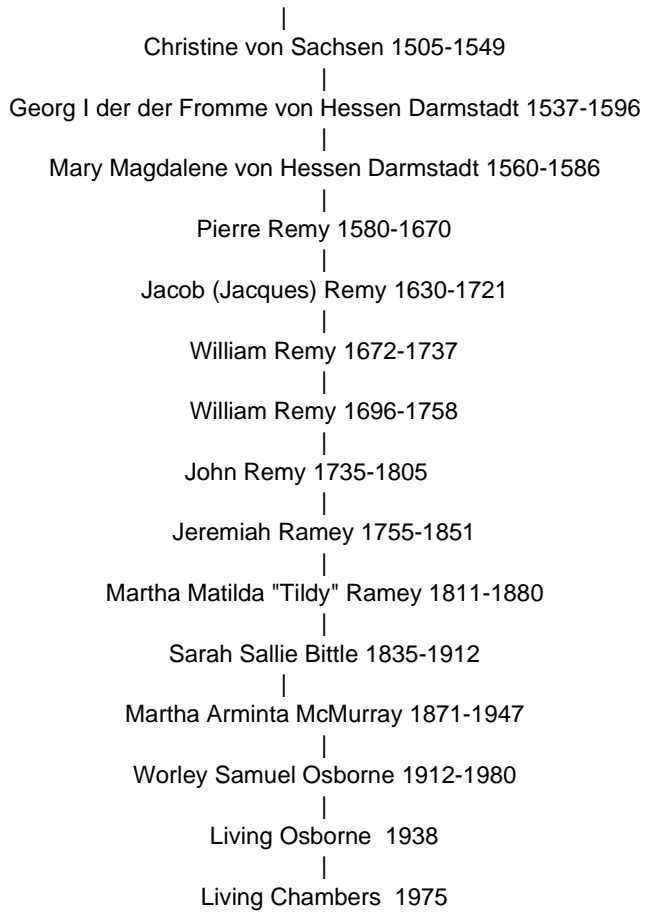 |
Christine von Sachsen 1505-1549
|
Georg I der der Fromme von Hessen Darmstadt 1537-1596
|
Mary Magdalene von Hessen Darmstadt 1560-1586
|
Pierre Remy 1580-1670
|
Jacob (Jacques) Remy 1630-1721
|
William Remy 1672-1737
|
William Remy 1696-1758
|
John Remy 1735-1805
|
Jeremiah Ramey 1755-1851
|
Martha Matilda "Tildy" Ramey 1811-1880
|
Sarah Sallie Bittle 1835-1912
|
Martha Arminta McMurray 1871-1947
|
Worley Samuel Osborne 1912-1980
|
Living Osborne 1938
|
Living Chambers 1975